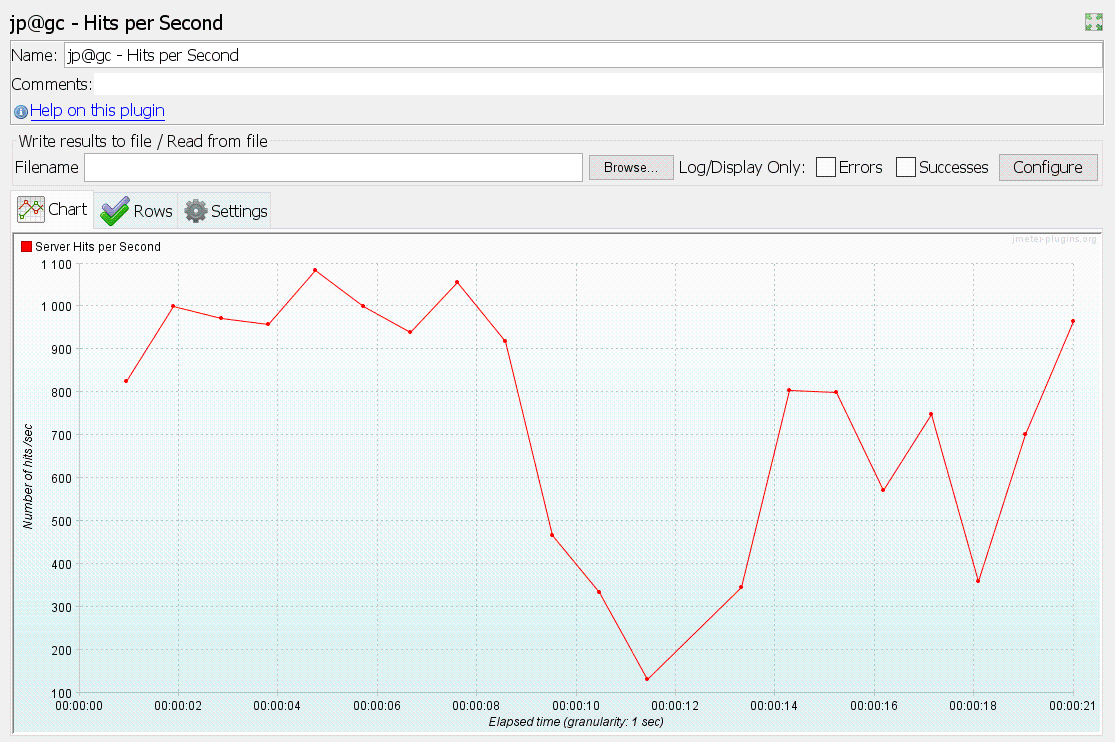 jp@gc - Hits per Second
Name: jp@gc - Hits per Second
Comments:
Help on this plugin
Write results to file / Read from file
Filename Browse... Log/Display Only: Errors Successes Configure
Chart Rows Settings
jmeter-plugins.org
Server Hits per Second
1 100
1 000
900
800
700
600
500
400
300
200
100
Number of hits /sec
00:00:00 00:00:02 00:00:04 00:00:06 00:00:08 00:00:10 00:00:12 00:00:14 00:00:16 00:00:18 00:00:21
Elapsed time (granularity: 1 sec)